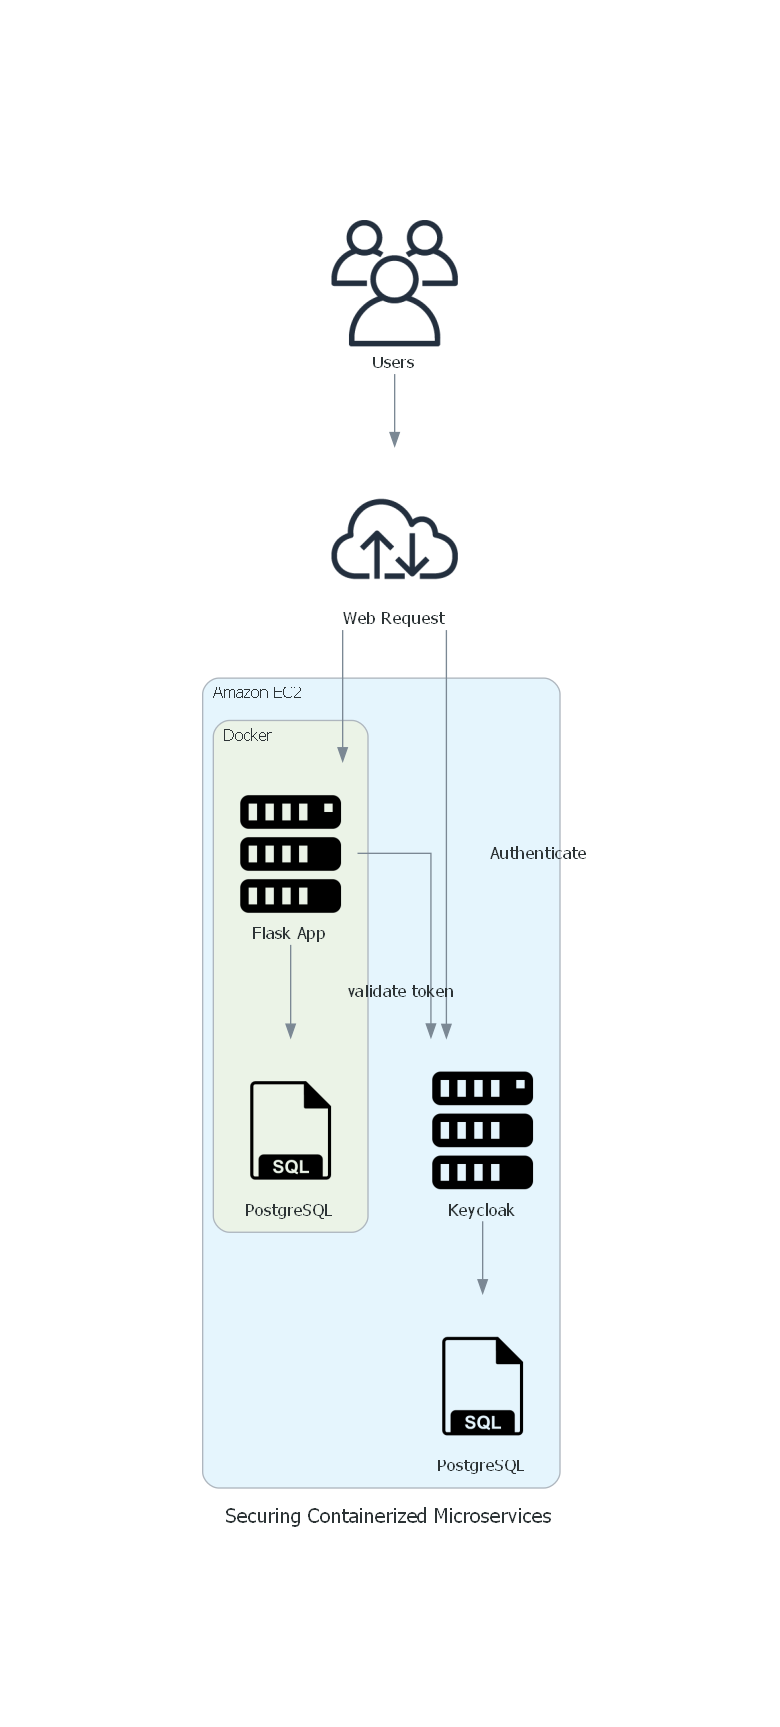 Users
Web Request
Amazon EC2
Docker
Authenticate
Flask App
validate token
SQL
PostgreSQL
Keycloak
SQL
PostgreSQL
Securing Containerized Microservices